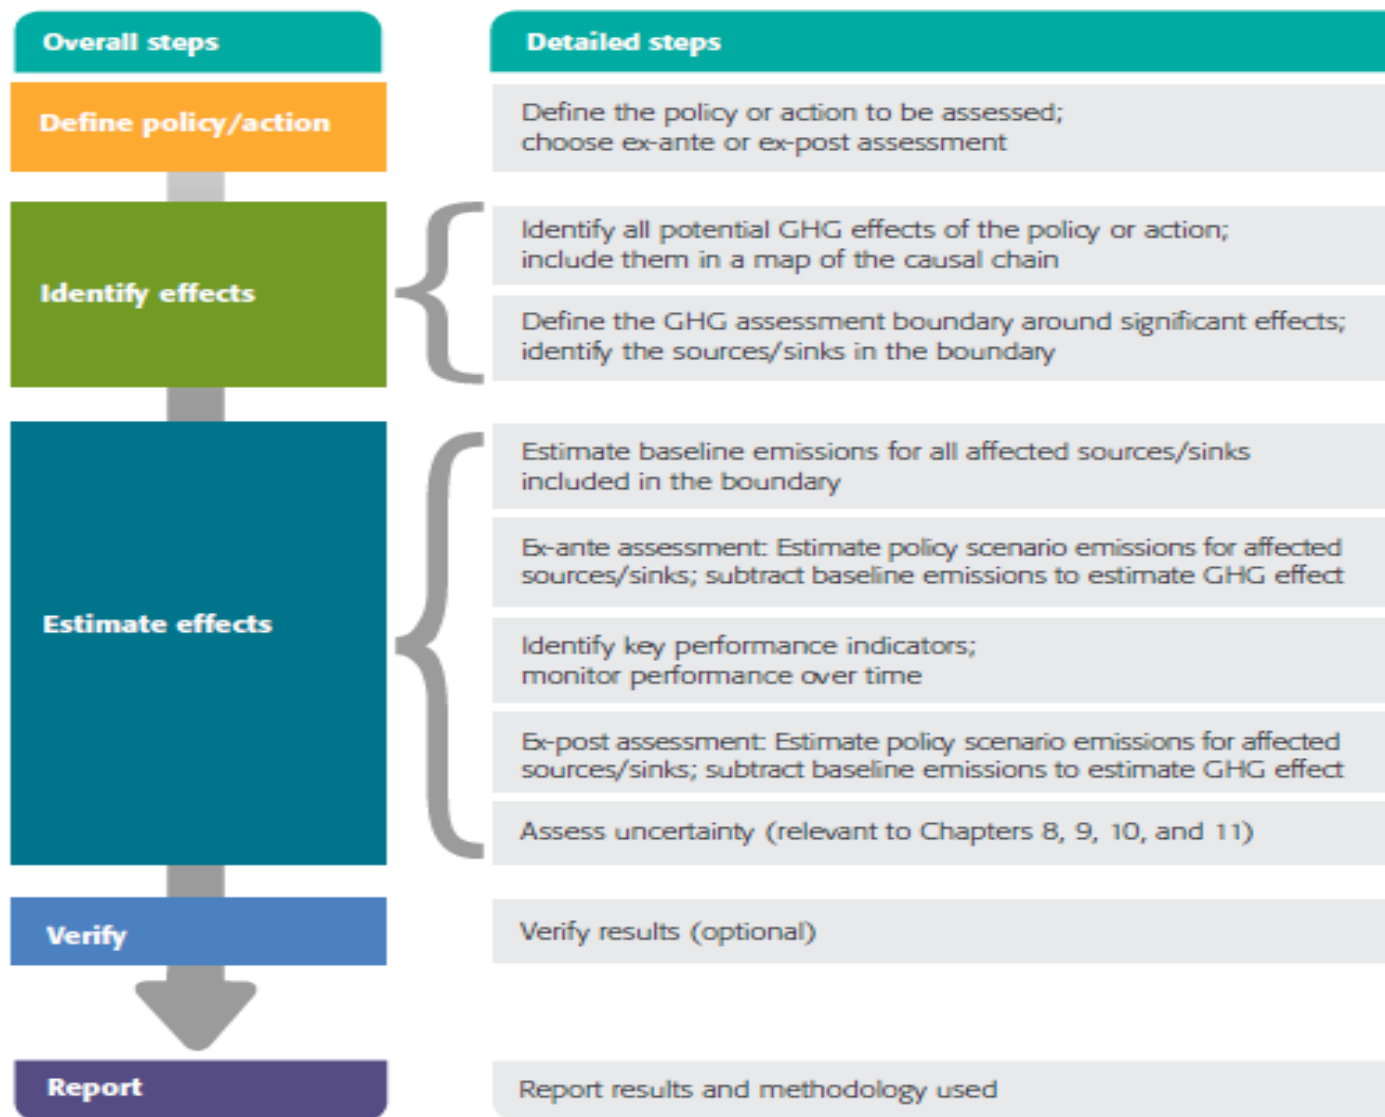 Overall steps
Detailed steps
Define policy/action
Define the policy or action to be assessed;
choose ex-ante or ex-post assessment
Identify effects
Identify all potential GHG effects of the policy or action;
include them in a map of the causal chain
Define the GHG assessment boundary around significant effects;
identify the sources/sinks in the boundary
Estimate effects
Estimate baseline emissions for all affected sources/sinks
included in the boundary
Ex-ante assessment: Estimate policy scenario emissions for affected
sources/sinks; subtract baseline emissions to estimate GHG effect
Identify key performance indicators;
monitor performance over time
Ex-post assessment: Estimate policy scenario emissions for affected
sources/sinks; subtract baseline emissions to estimate GHG effect
Assess uncertainty (relevant to Chapters 8, 9, 10, and 11)
Verify
Verify results (optional)
Report
Report results and methodology used